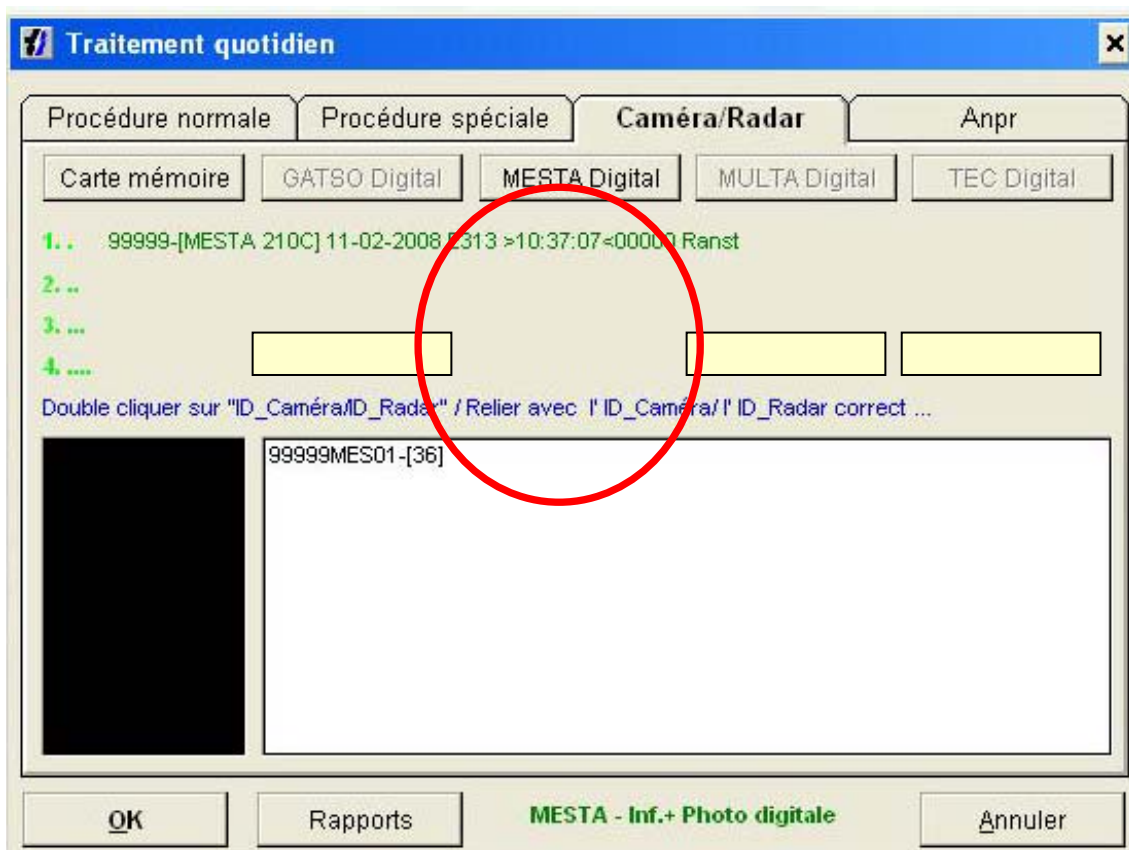 Traitement quotidien
Procédure normale Procédure spéciale Caméra/Radar Anpr
Carte mémoire GATSO Digital MESTA Digital MULTA Digital TEC Digital
1. . 99999-[MESTA 210C] 11-02-2008 E313 >10:37:07<00000 Ranst
2. ..
3. ...
4. ....
Double cliquer sur "ID_Caméra/ID_Radar" / Relier avec l' ID_Caméra/ l' ID_Radar correct ...
99999MES01-[36]
OK Rapports MESTA - Inf.+ Photo digitale Annuler